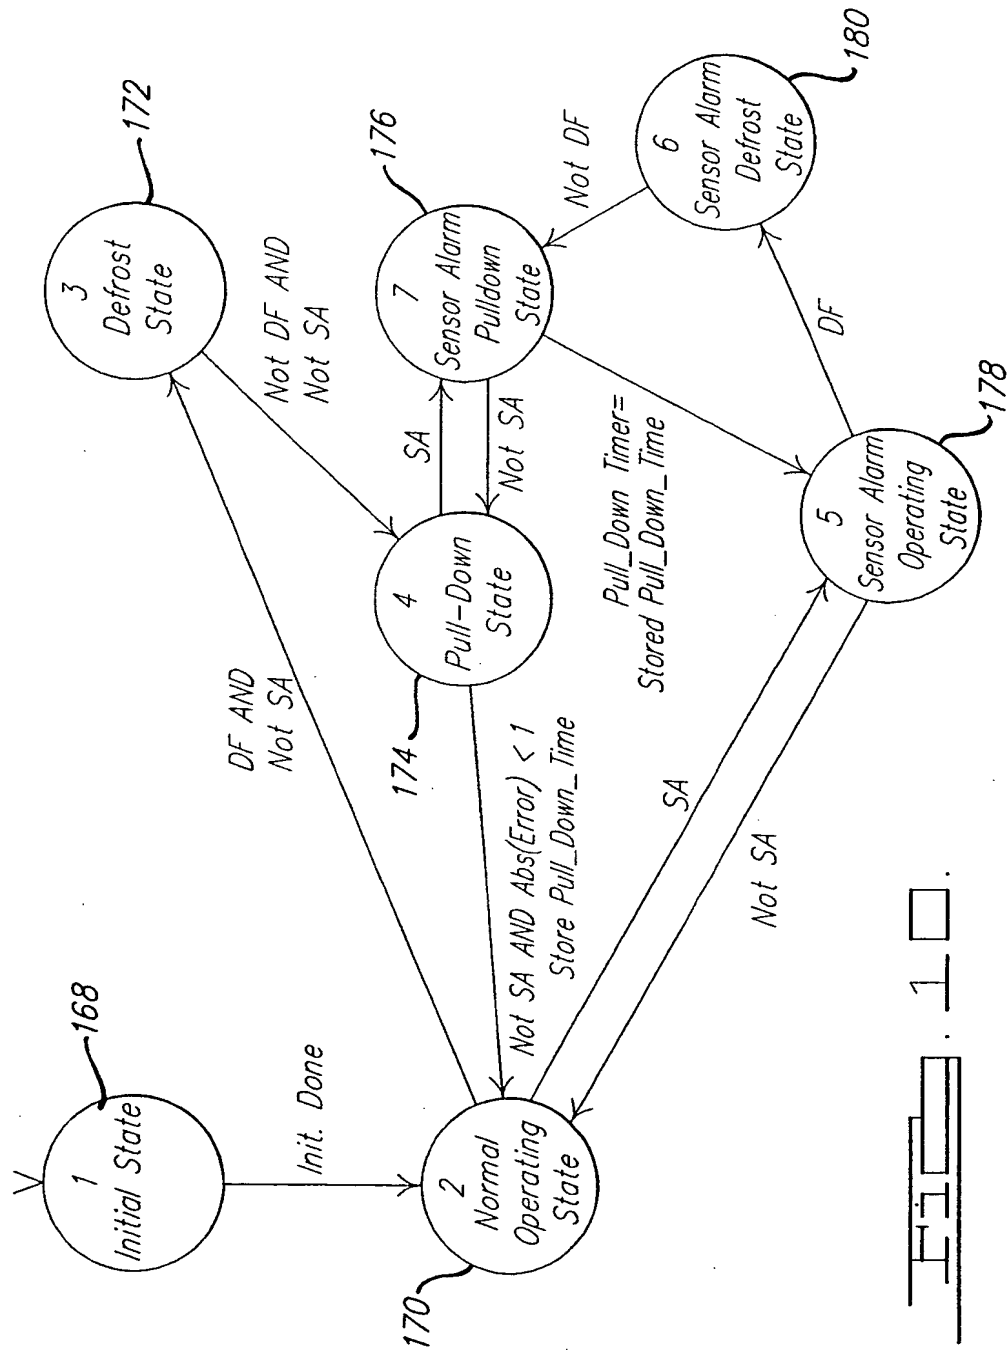 1
Initial State
168
Init. Done
2
Normal
Operating
State
170
DF AND
Not SA
3
Defrost
State
172
Not DF AND
Not SA
4
Pull-Down
State
174
SA
Not SA
7
Sensor Alarm
Pulldown
State
176
Not SA AND Abs(Error) < 1
Store Pull_Down_Time
Pull_Down Timer=
Stored Pull_Down_Time
Not DF
6
Sensor Alarm
Defrost
State
180
DF
5
Sensor Alarm
Operating
State
178
SA
Not SA
Fig. 10.